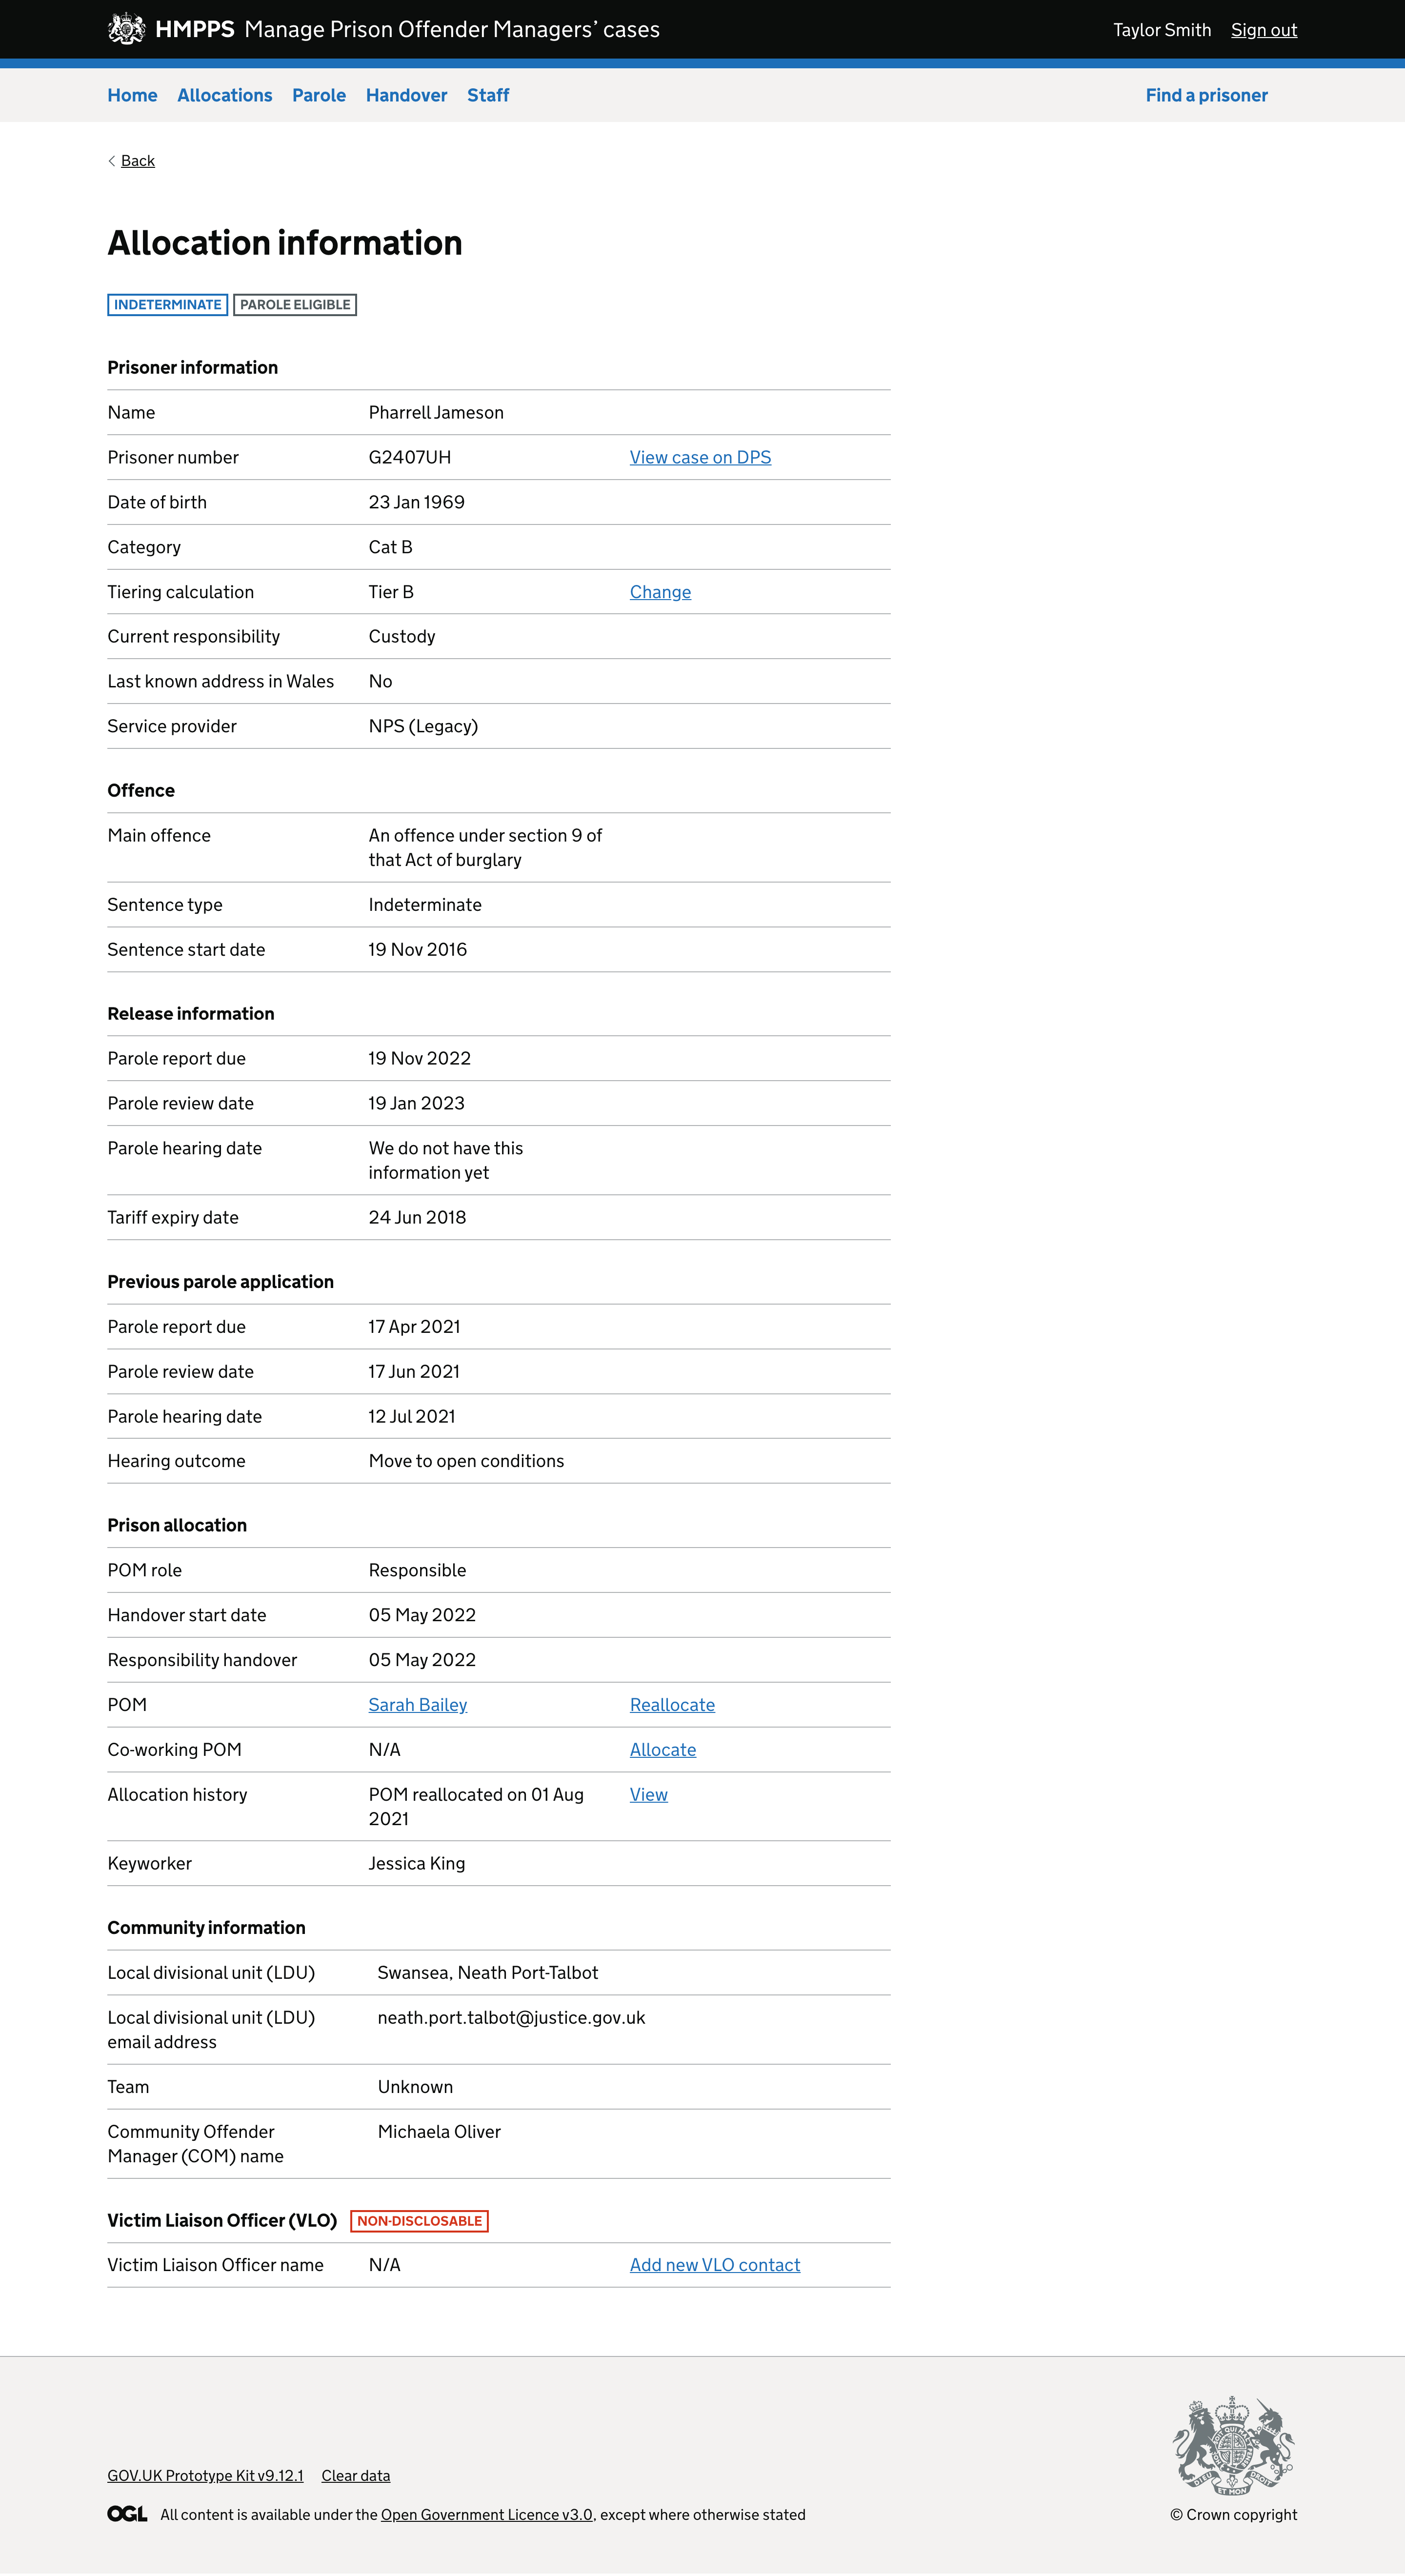 HMPPS Manage Prison Offender Managers’ cases Taylor Smith Sign out
Home Allocations Parole Handover Staff Find a prisoner
Back
Allocation information
INDETERMINATE PAROLE ELIGIBLE
Prisoner information
Name Pharrell Jameson
Prisoner number G2407UH View case on DPS
Date of birth 23 Jan 1969
Category Cat B
Tiering calculation Tier B Change
Current responsibility Custody
Last known address in Wales No
Service provider NPS (Legacy)
Offence
Main offence An offence under section 9 of
that Act of burglary
Sentence type Indeterminate
Sentence start date 19 Nov 2016
Release information
Parole report due 19 Nov 2022
Parole review date 19 Jan 2023
Parole hearing date We do not have this
information yet
Tariff expiry date 24 Jun 2018
Previous parole application
Parole report due 17 Apr 2021
Parole review date 17 Jun 2021
Parole hearing date 12 Jul 2021
Hearing outcome Move to open conditions
Prison allocation
POM role Responsible
Handover start date 05 May 2022
Responsibility handover 05 May 2022
POM Sarah Bailey Reallocate
Co-working POM N/A Allocate
Allocation history POM reallocated on 01 Aug View
2021
Keyworker Jessica King
Community information
Local divisional unit (LDU) Swansea, Neath Port-Talbot
Local divisional unit (LDU) neath.port.talbot@justice.gov.uk
email address
Team Unknown
Community Offender Michaela Oliver
Manager (COM) name
Victim Liaison Officer (VLO) NON-DISCLOSABLE
Victim Liaison Officer name N/A Add new VLO contact
GOV.UK Prototype Kit v9.12.1 Clear data
OGL All content is available under the Open Government Licence v3.0, except where otherwise stated
© Crown copyright